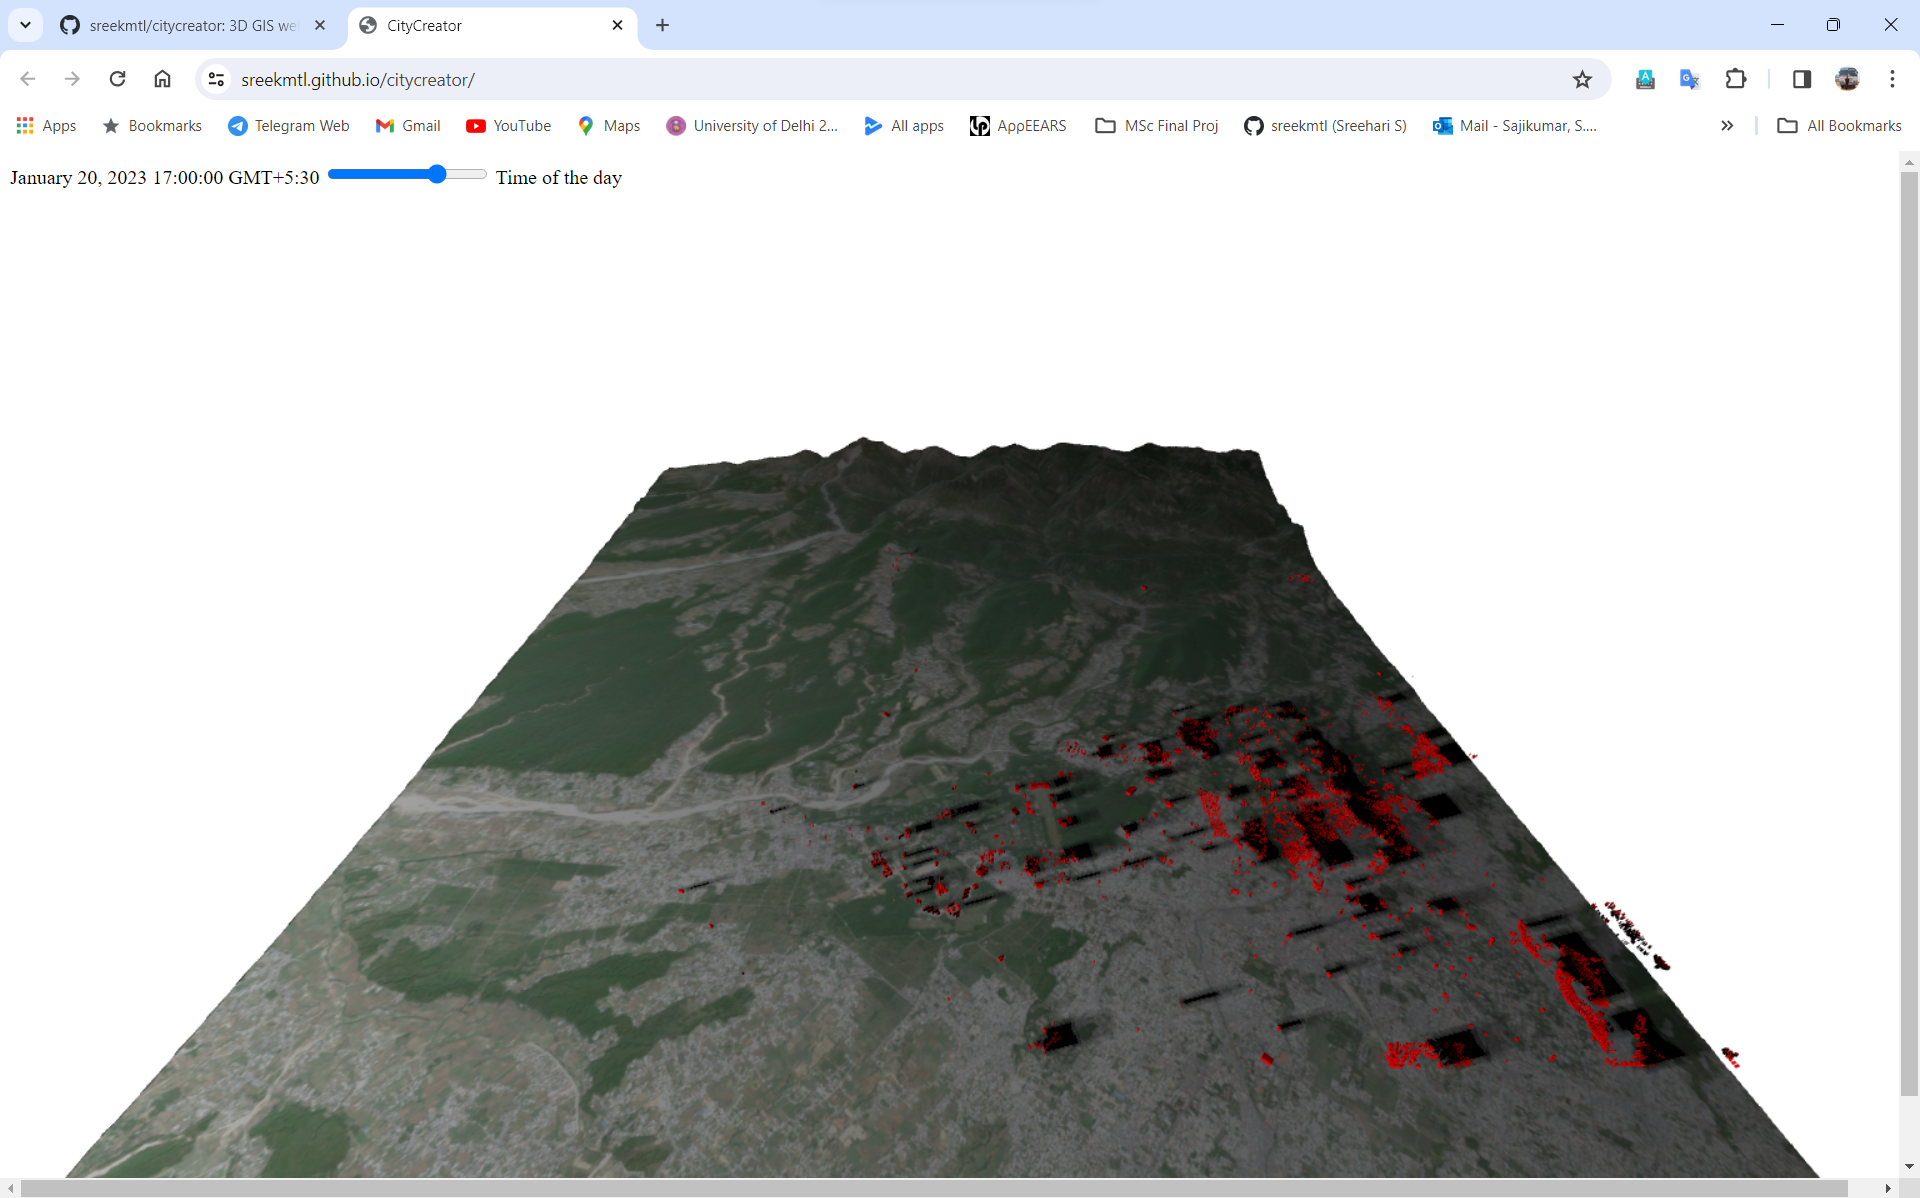 sreekmtl/citycreator: 3D GIS we
CityCreator
sreekmtl.github.io/citycreator/
Apps
Bookmarks
Telegram Web
Gmail
YouTube
Maps
University of Delhi 2...
All apps
AρρEEARS
MSc Final Proj
sreekmtl (Sreehari S)
Mail - Sajikumar, S....
All Bookmarks
January 20, 2023 17:00:00 GMT+5:30
Time of the day